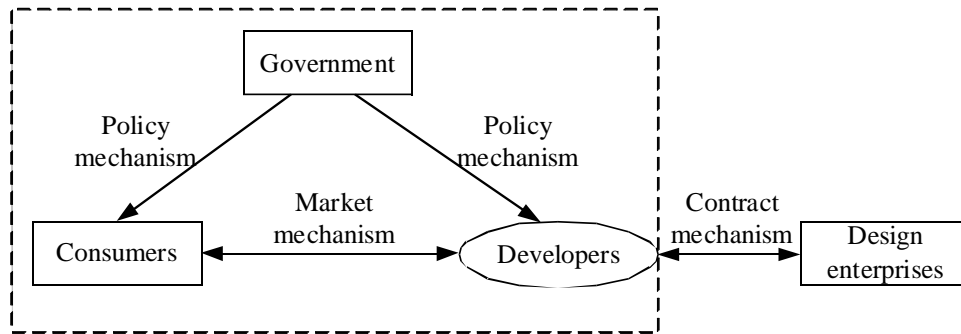 Government
Policy
mechanism
Policy
mechanism
Market
mechanism
Contract
mechanism
Consumers
Developers
Design
enterprises